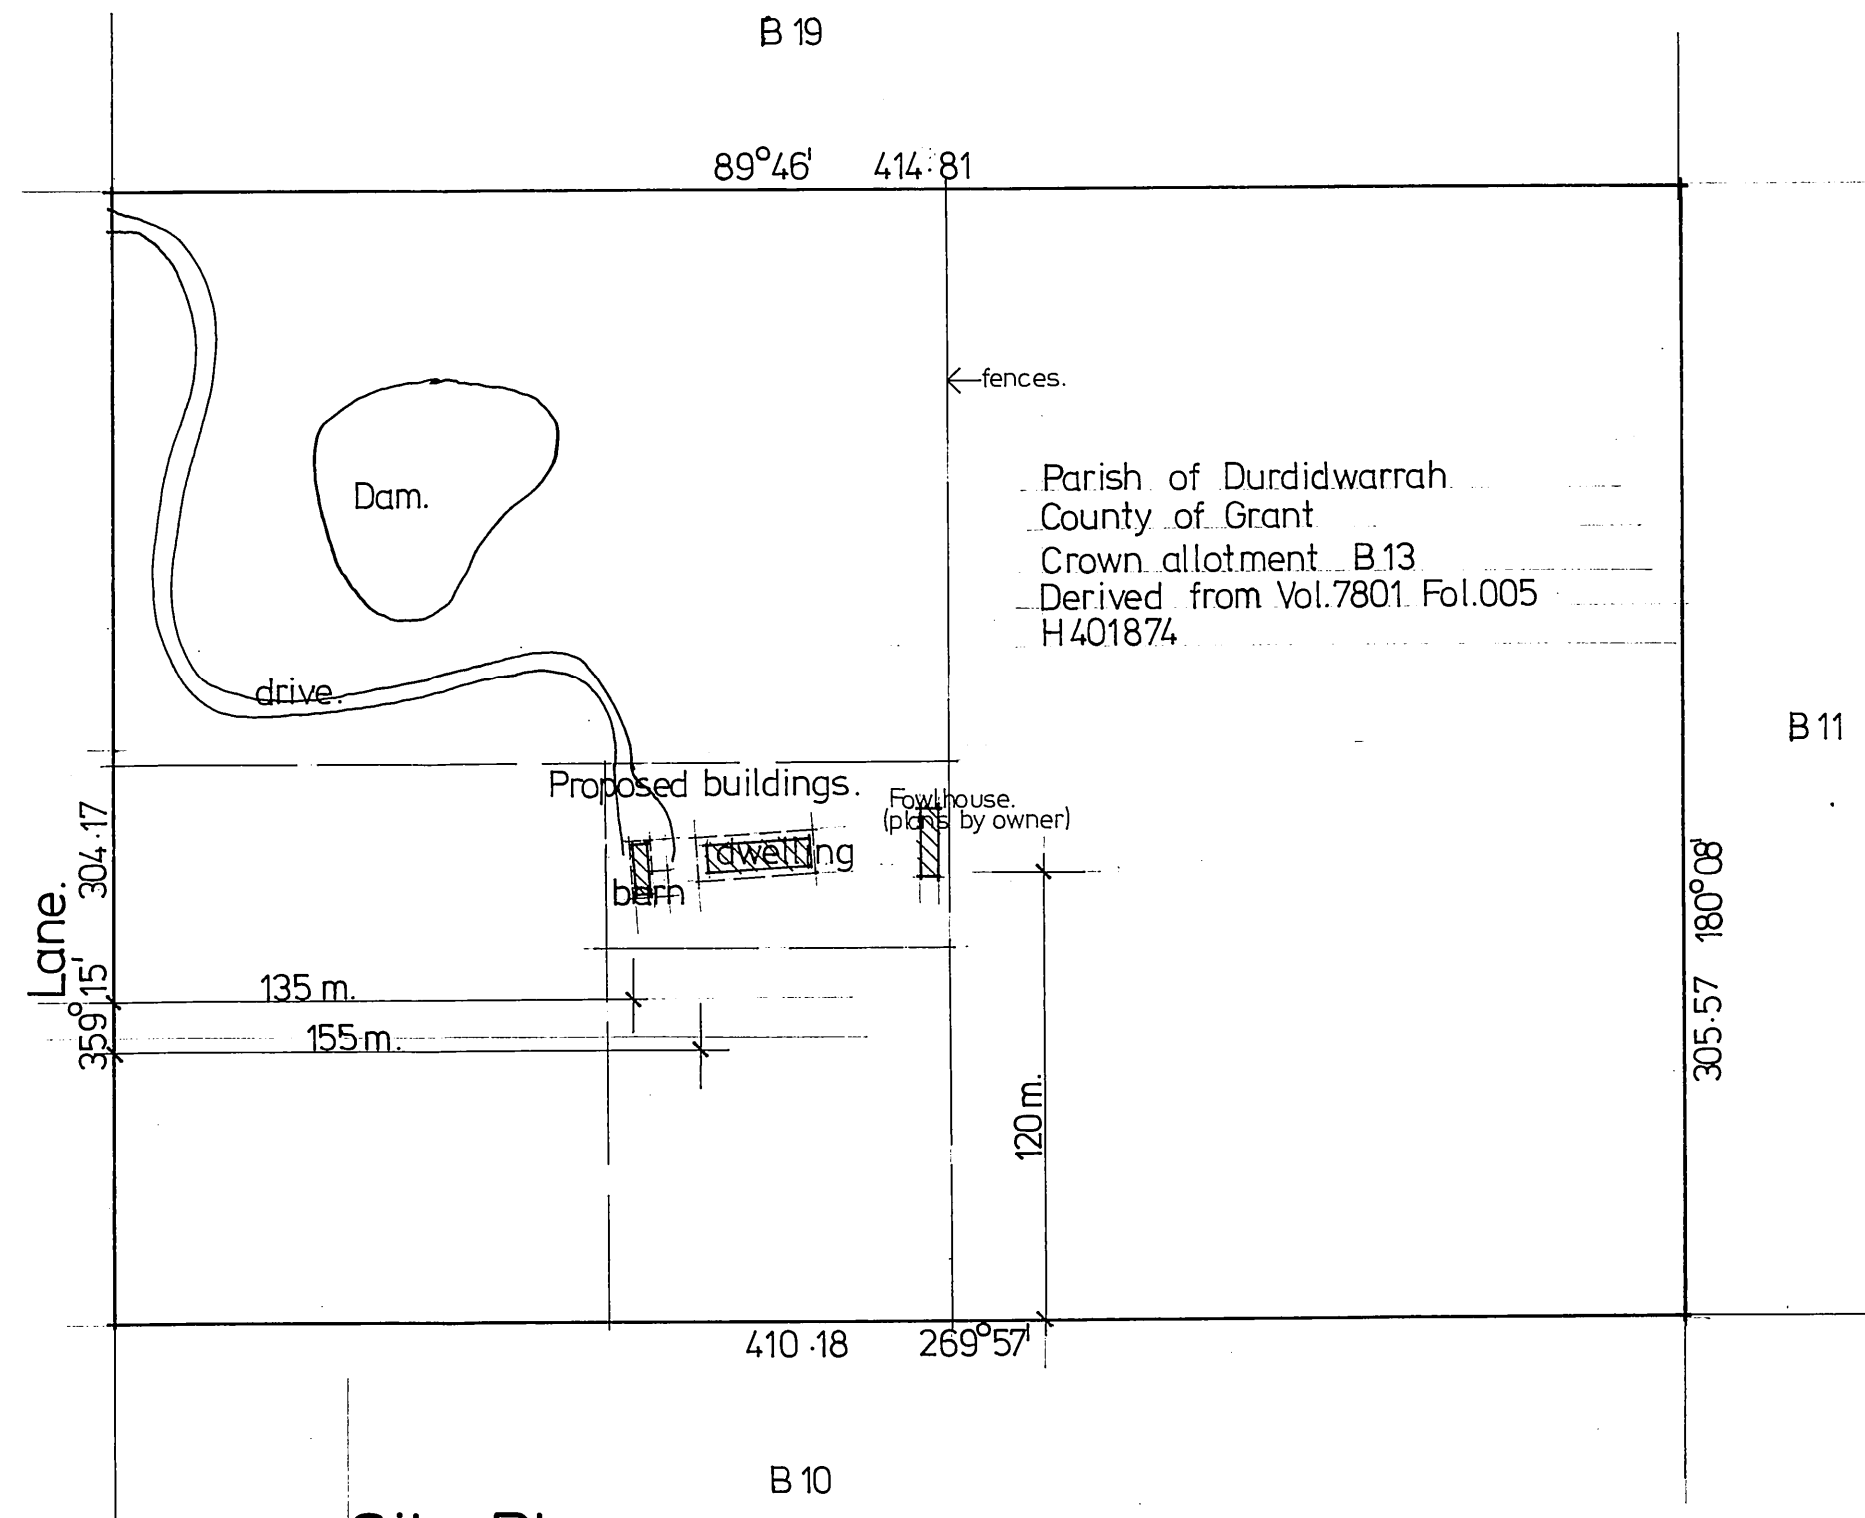 B 19
89°46' 414·81
fences.
Dam.
Parish of Durdidwarrah
County of Grant
Crown allotment B 13
Derived from Vol.7801 Fol.005
H401874
drive.
B 11
Proposed buildings.
Fowl house.
(plans by owner)
dwelling
barn
Lane.
359°15' 304·17
305·57 180°08'
135 m.
155 m.
120 m.
410·18 269°57'
B 10